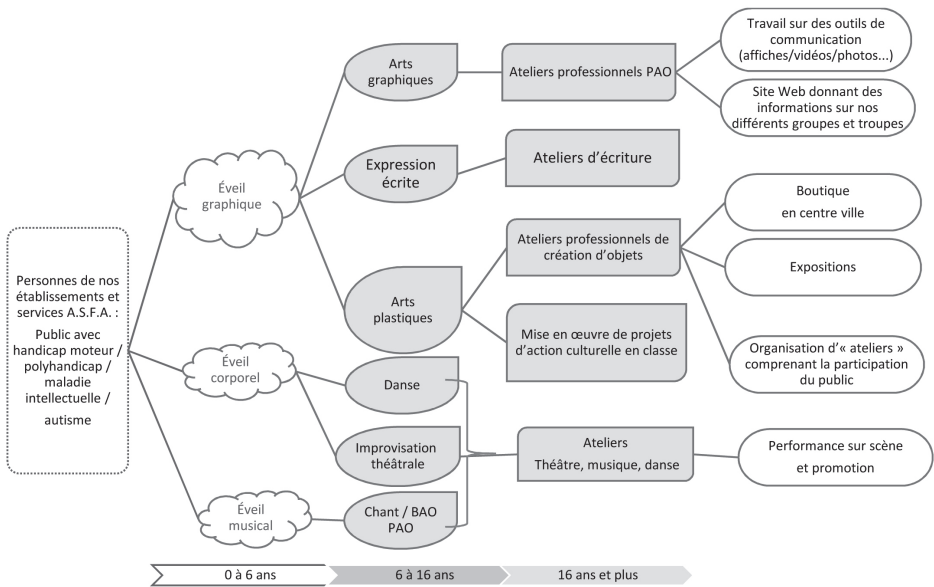 Personnes de nos
établissements et
services A.S.F.A. :
Public avec
handicap moteur /
polyhandicap /
maladie
intellectuelle /
autisme
Éveil
graphique
Éveil
corporel
Éveil
musical
Arts
graphiques
Expression
écrite
Arts
plastiques
Danse
Improvisation
théâtrale
Chant / BAO
PAO
Ateliers professionnels PAO
Ateliers d'écriture
Ateliers professionnels de
création d'objets
Mise en œuvre de projets
d'action culturelle en classe
Ateliers
Théâtre, musique, danse
Travail sur des outils de
communication
(affiches/vidéos/photos...)
Site Web donnant des
informations sur nos
différents groupes et troupes
Boutique
en centre ville
Expositions
Organisation d'« ateliers »
comprenant la participation
du public
Performance sur scène
et promotion
0 à 6 ans
6 à 16 ans
16 ans et plus